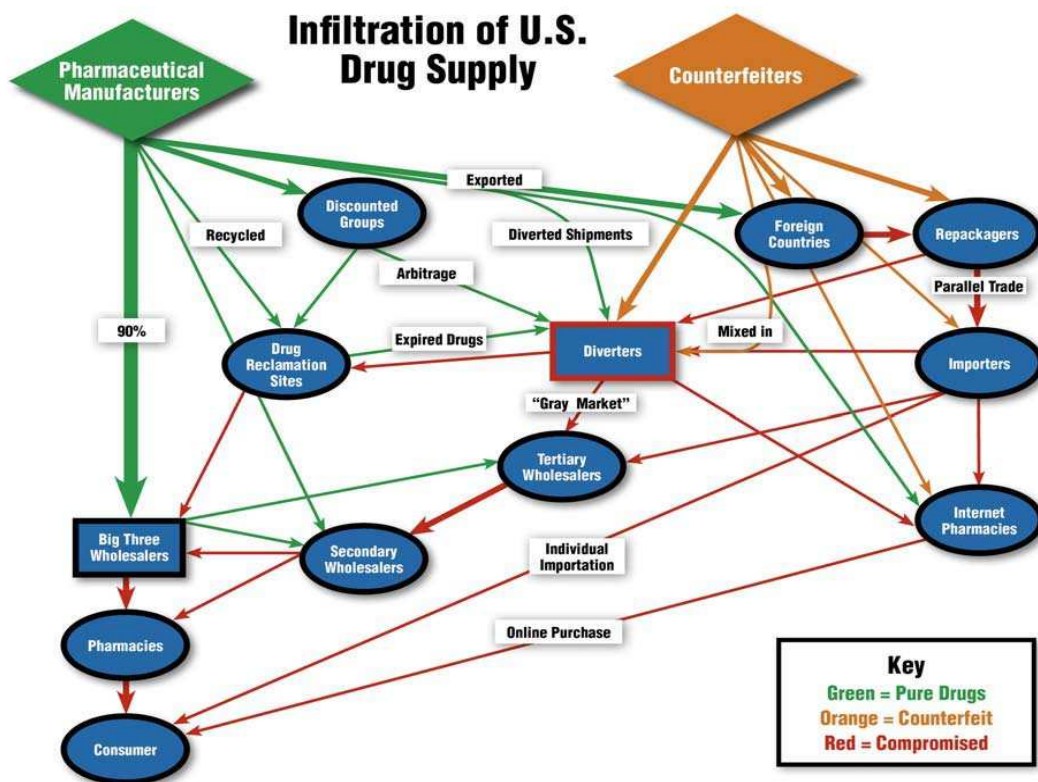 Infiltration of U.S.
Drug Supply
Pharmaceutical
Manufacturers
Counterfeiters
Exported
Discounted
Groups
Recycled
Diverted Shipments
Foreign
Countries
Repackagers
Arbitrage
Parallel Trade
90%
Expired Drugs
Mixed in
Drug
Reclamation
Sites
Diverters
Importers
“Gray Market”
Tertiary
Wholesalers
Internet
Pharmacies
Big Three
Wholesalers
Secondary
Wholesalers
Individual
Importation
Pharmacies
Online Purchase
Consumer
Key
Green = Pure Drugs
Orange = Counterfeit
Red = Compromised